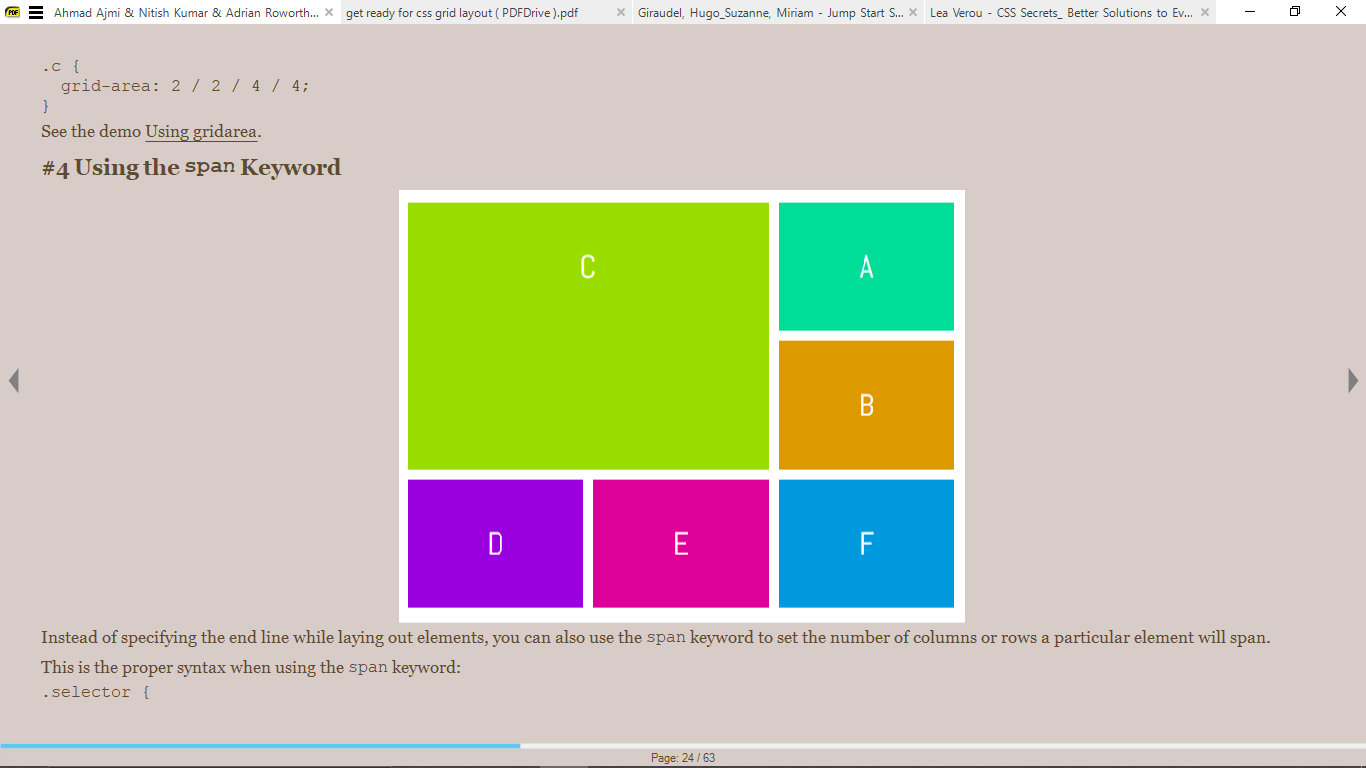 PDF
Ahmad Ajmi & Nitish Kumar & Adrian Roworth... ×
get ready for css grid layout ( PDFDrive ).pdf ×
Giraudel, Hugo_Suzanne, Miriam - Jump Start S... ×
Lea Verou - CSS Secrets_ Better Solutions to Ev... ×
.c {
grid-area: 2 / 2 / 4 / 4;
}
See the demo Using gridarea.
#4 Using the span Keyword
C
A
B
D
E
F
Instead of specifying the end line while laying out elements, you can also use the span keyword to set the number of columns or rows a particular element will span.
This is the proper syntax when using the span keyword:
.selector {
Page: 24 / 63